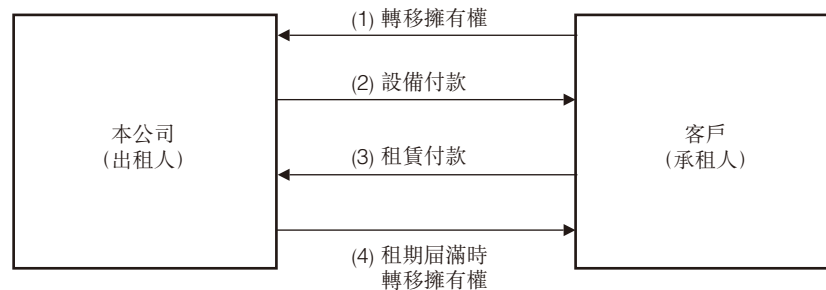 (1) 轉移擁有權
(2) 設備付款
本公司
(出租人)
客戶
(承租人)
(3) 租賃付款
(4) 租期屆滿時
轉移擁有權